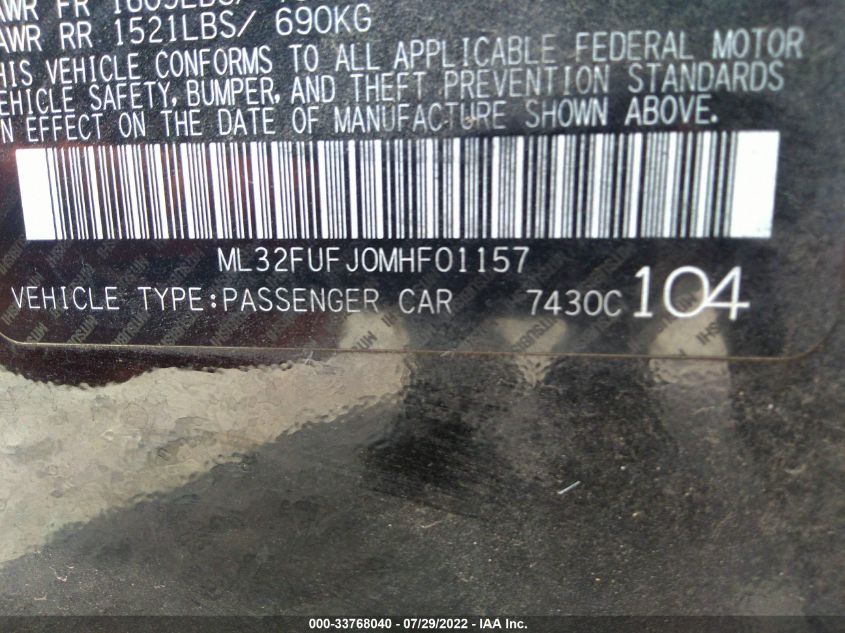 AWR RR 1521LBS/ 690KG
HIS VEHICLE CONFORMS TO ALL APPLICABLE FEDERAL MOTOR
EHICLE SAFETY, BUMPER, AND THEFT PREVENTION STANDARDS
N EFFECT ON THE DATE OF MANUFACTURE SHOWN ABOVE.
ML32FUFJ0MHF01157
VEHICLE TYPE:PASSENGER CAR 7430C 104
000-33768040 - 07/29/2022 - IAA Inc.